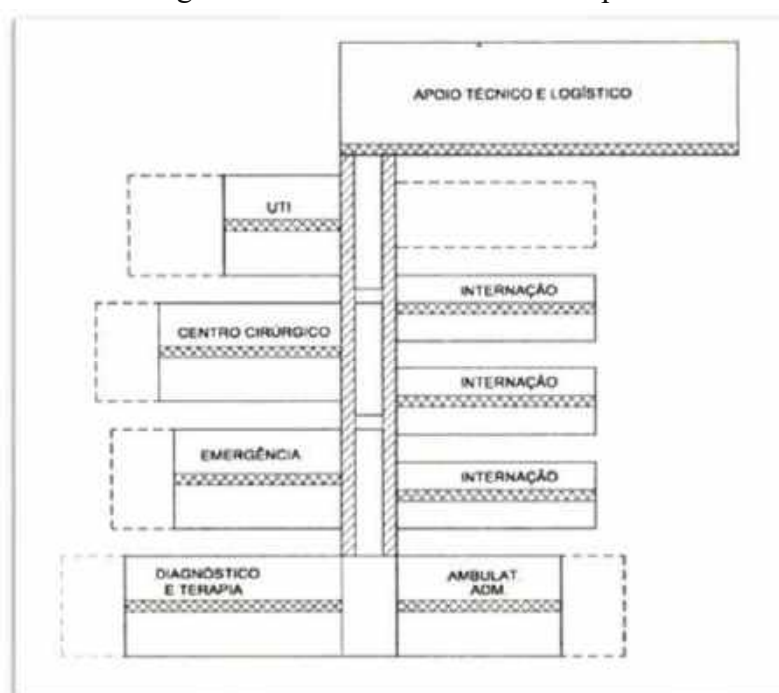 APOIO TÉCNICO E LOGÍSTICO
UTI
INTERNAÇÃO
CENTRO CIRÚRGICO
INTERNAÇÃO
EMERGÊNCIA
INTERNAÇÃO
DIAGNÓSTICO
E TERAPIA
AMBULAT.
ADM.